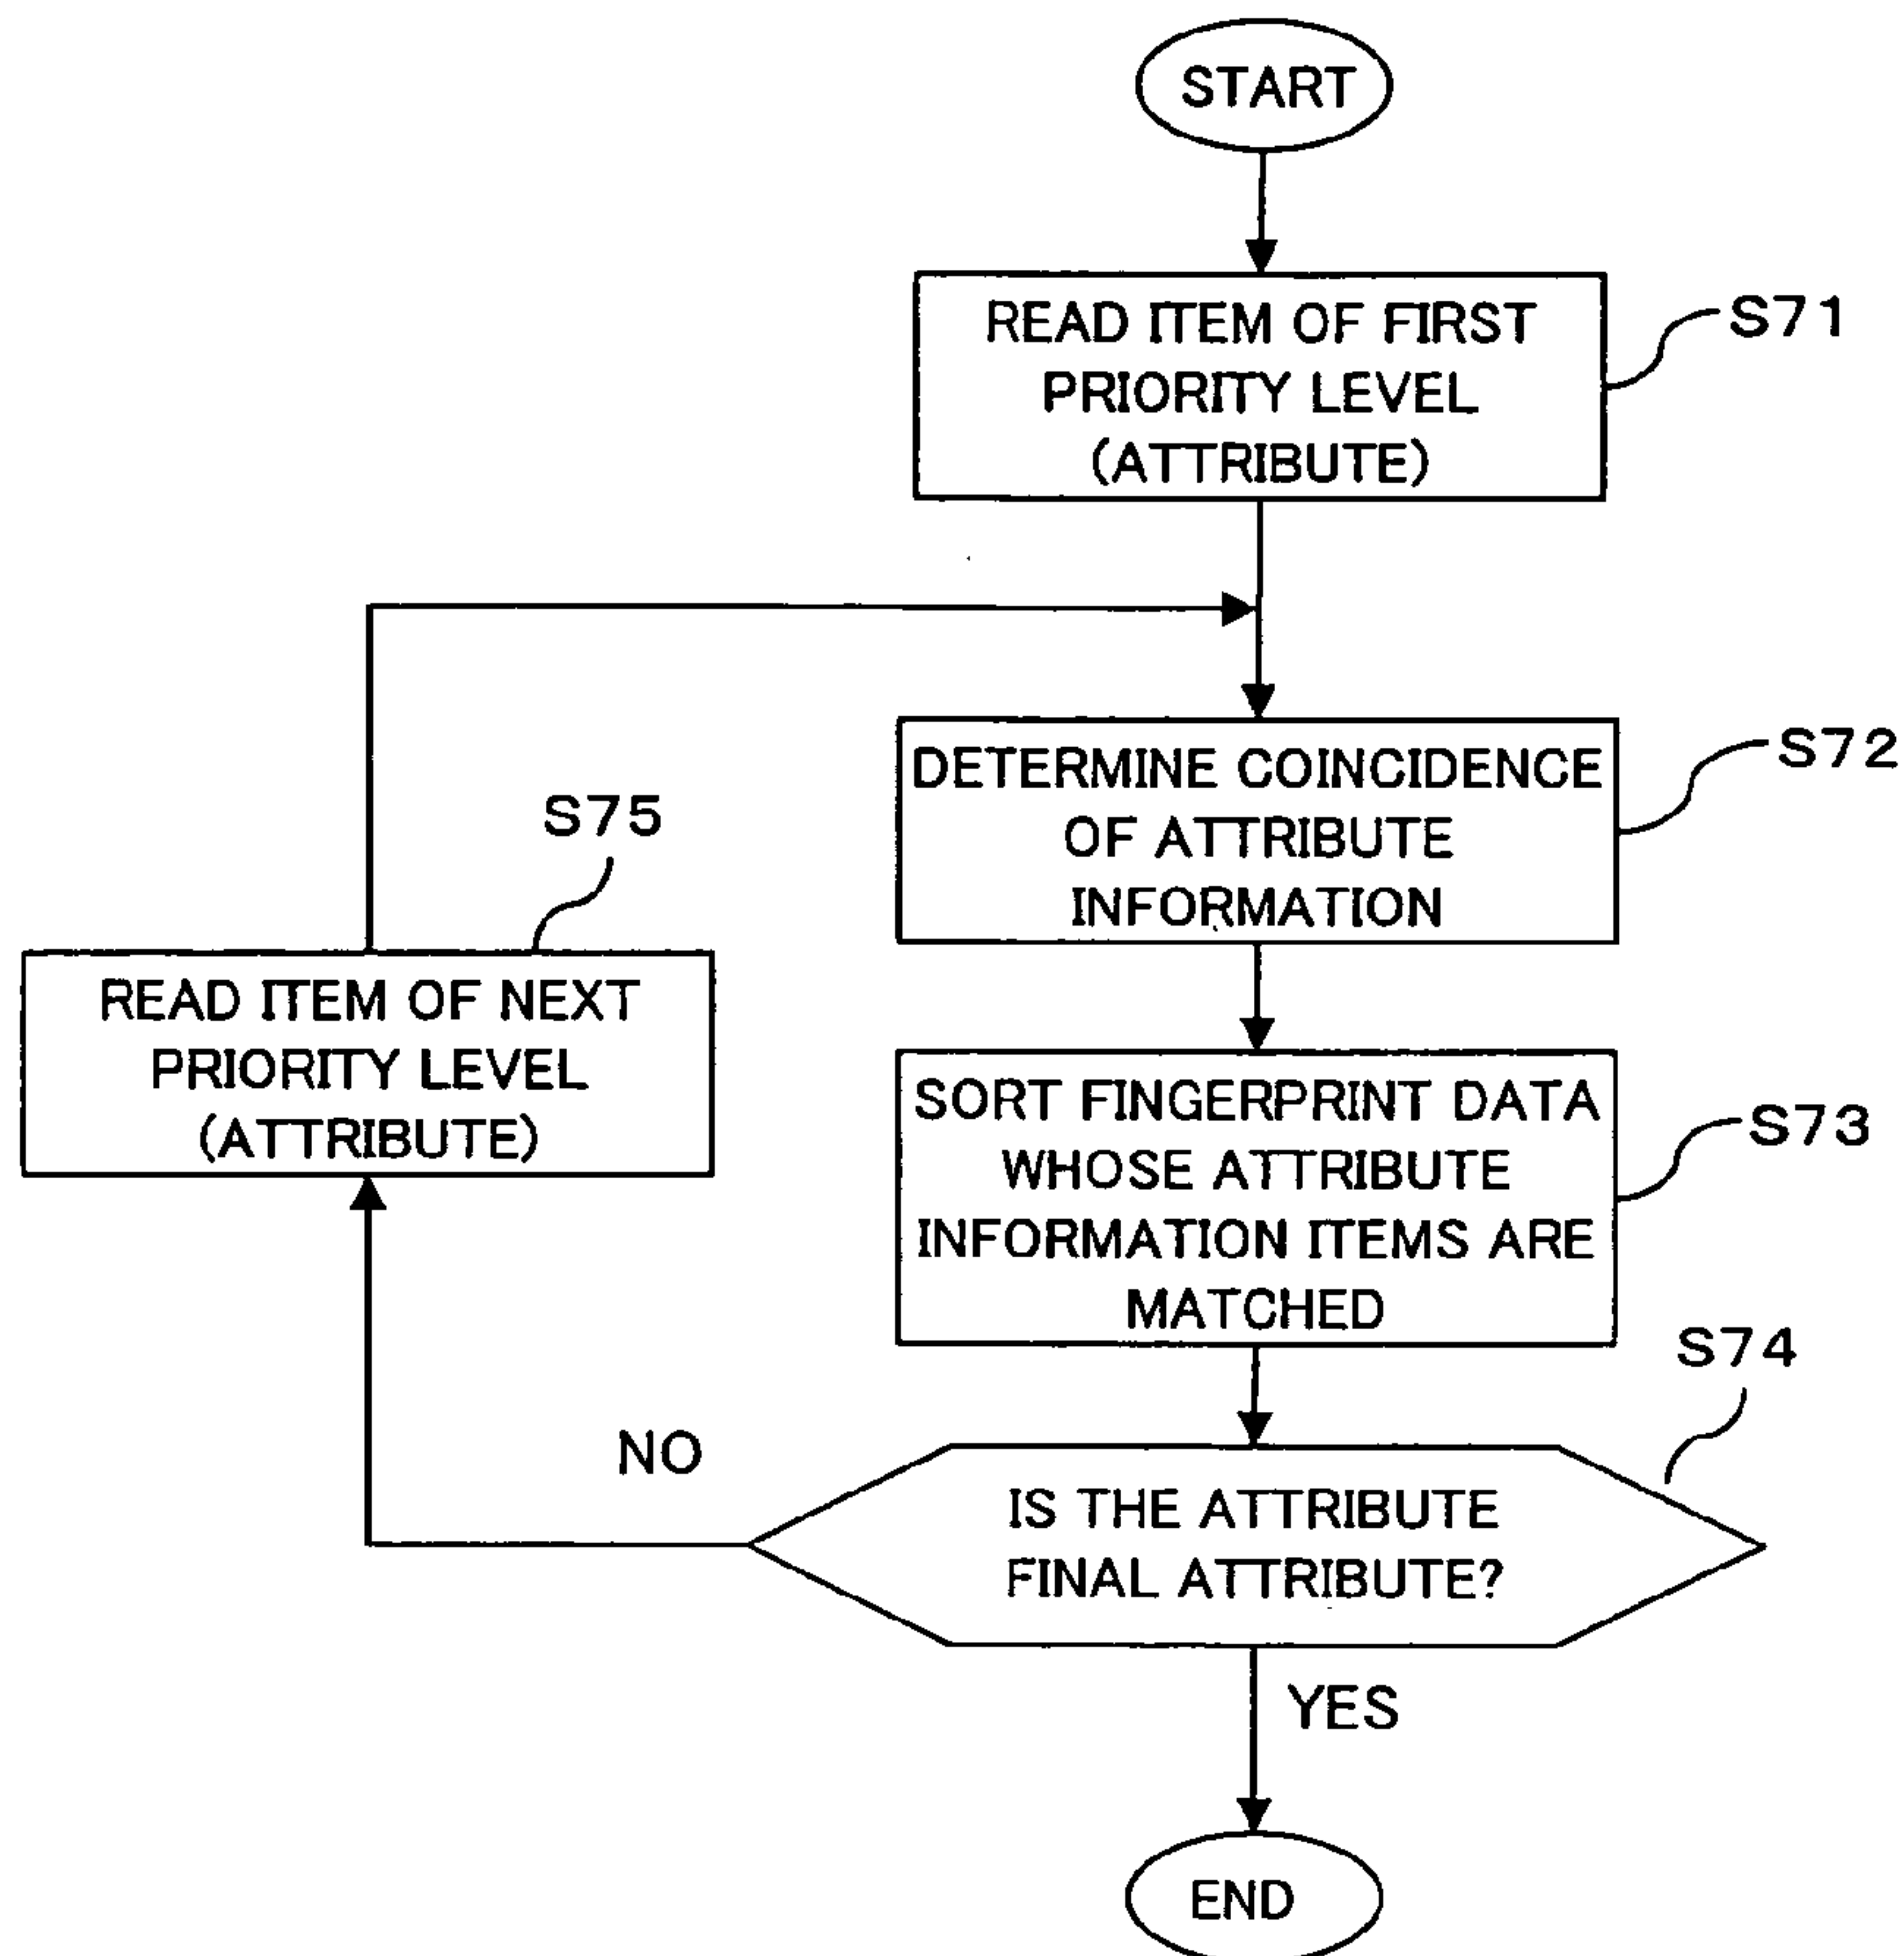 START
READ ITEM OF FIRST
PRIORITY LEVEL
(ATTRIBUTE)
S71
DETERMINE COINCIDENCE
OF ATTRIBUTE
INFORMATION
S72
S75
READ ITEM OF NEXT
PRIORITY LEVEL
(ATTRIBUTE)
SORT FINGERPRINT DATA
WHOSE ATTRIBUTE
INFORMATION ITEMS ARE
MATCHED
S73
S74
NO
IS THE ATTRIBUTE
FINAL ATTRIBUTE?
YES
END